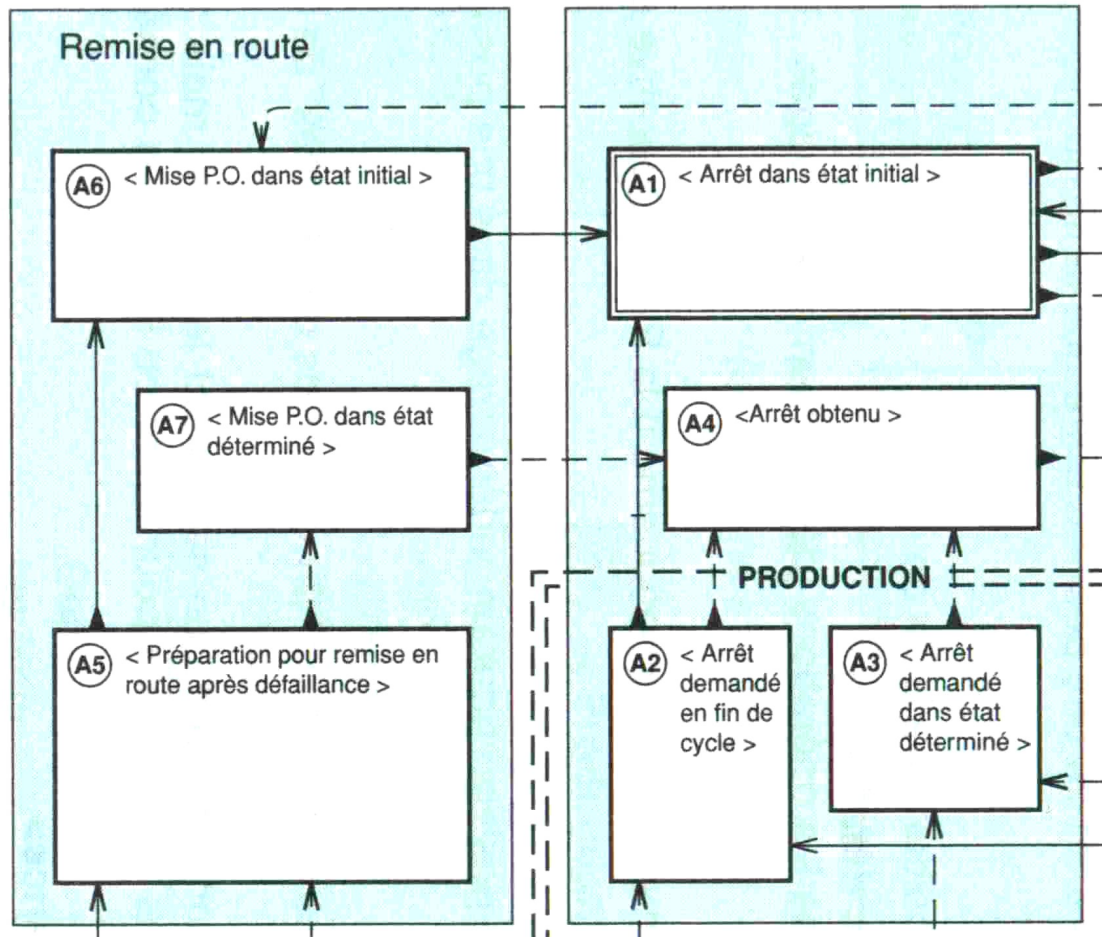 Remise en route
A6 < Mise P.O. dans état initial >
A1 < Arrêt dans état initial >
A7 < Mise P.O. dans état
déterminé >
A4 <Arrêt obtenu >
PRODUCTION
A5 < Préparation pour remise en
route après défaillance >
A2 < Arrêt
demandé
en fin de
cycle >
A3 < Arrêt
demandé
dans état
déterminé >